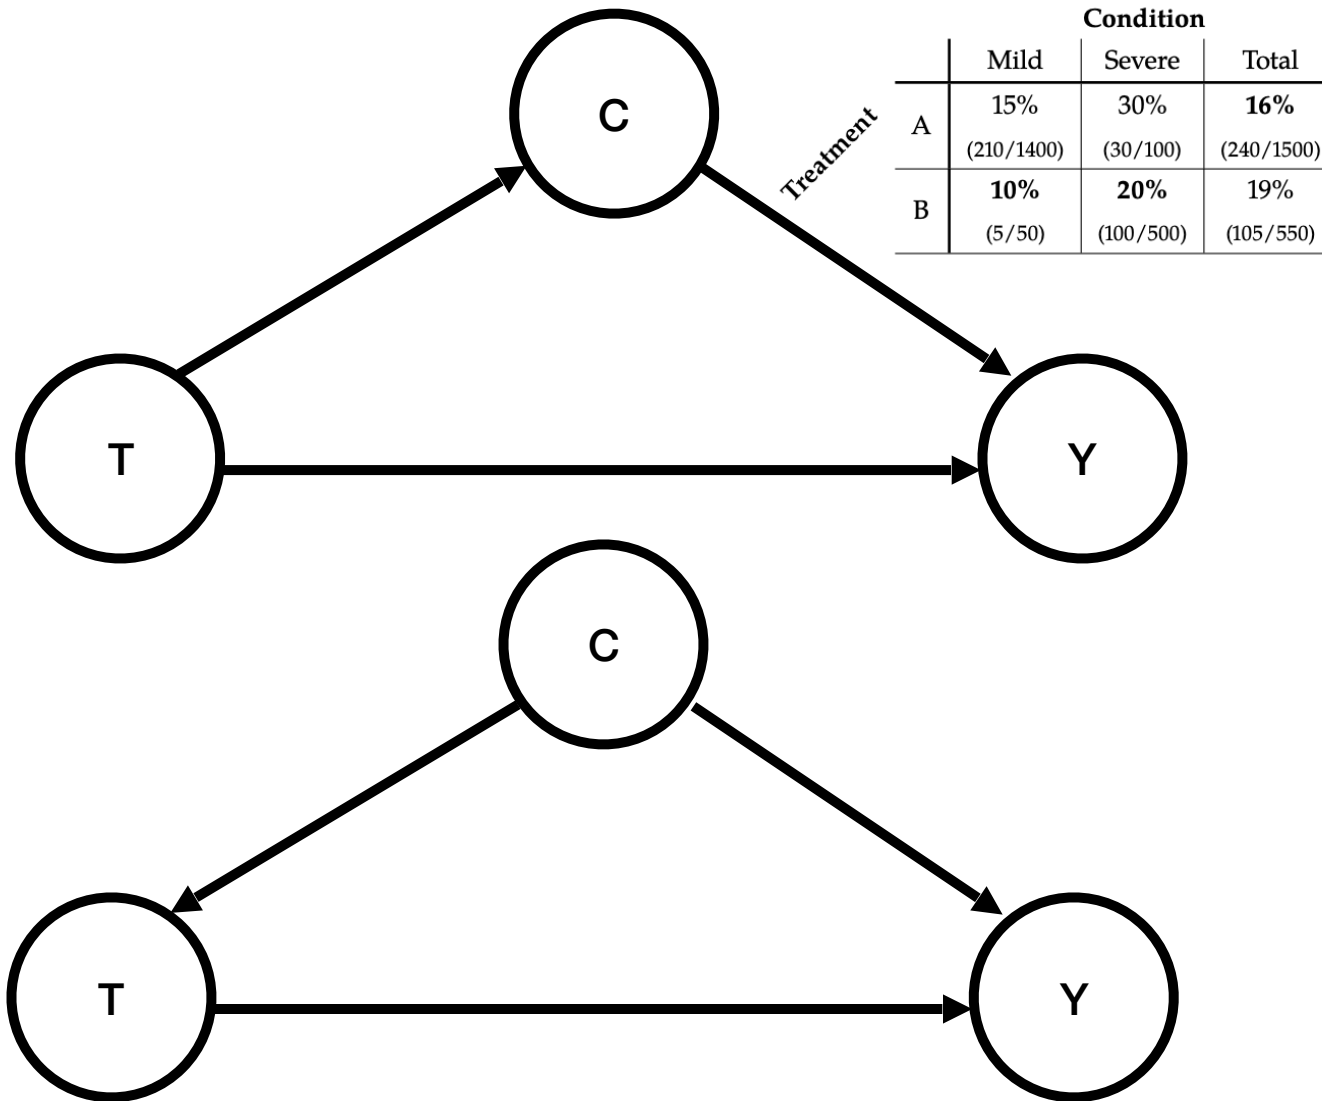 Condition
Mild Severe Total
Treatment
A 15% 30% 16%
(210/1400) (30/100) (240/1500)
B 10% 20% 19%
(5/50) (100/500) (105/550)
C
T
Y
C
T
Y